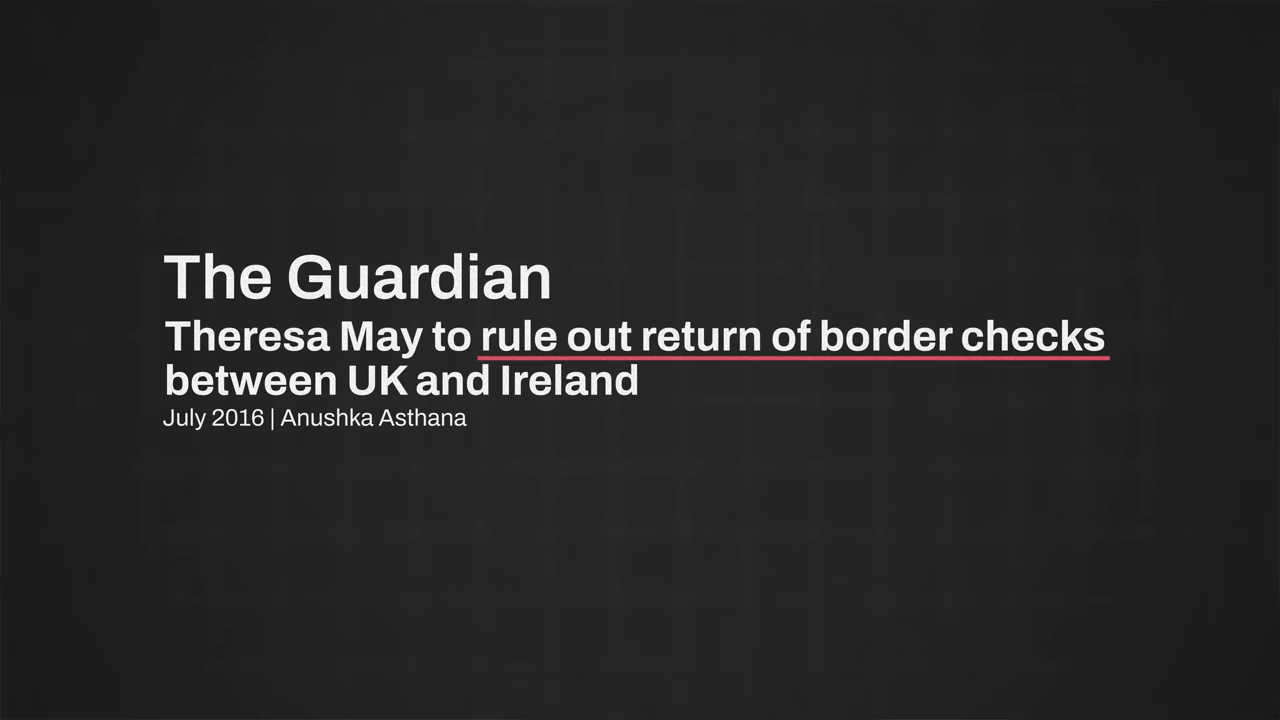 The Guardian
Theresa May to rule out return of border checks
between UK and Ireland
July 2016 | Anushka Asthana